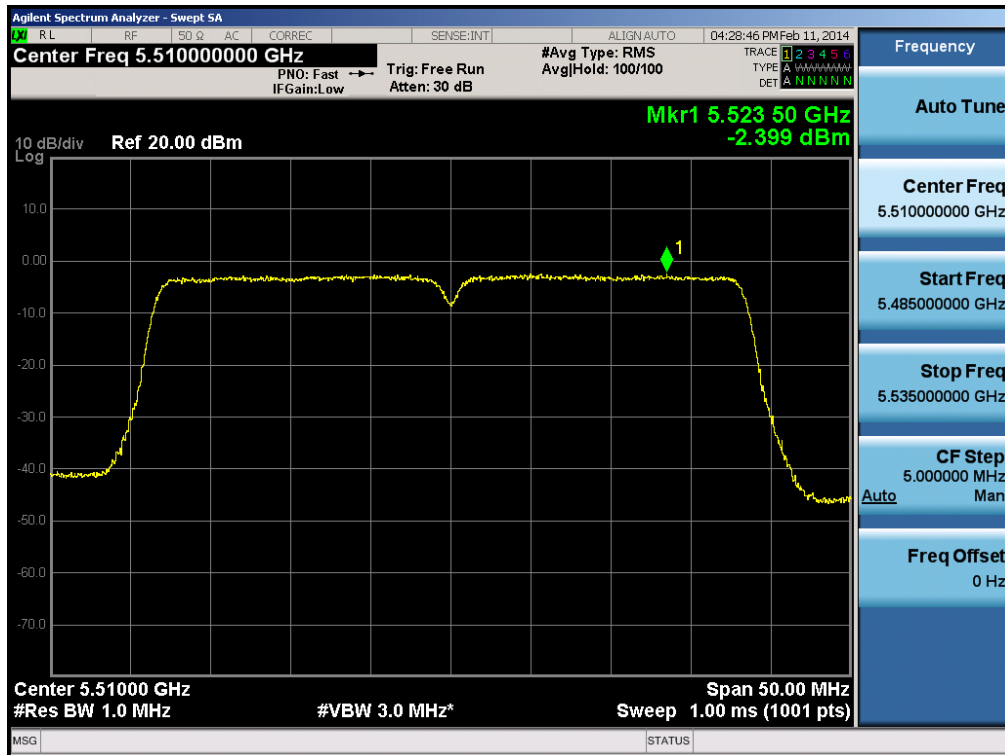 Agilent Spectrum Analyzer - Swept SA
LXI RL RF 50 Ω AC CORREC SENSE:INT ALIGN AUTO 04:28:46 PM Feb 11, 2014
Center Freq 5.510000000 GHz
PNO: Fast
IFGain:Low
Trig: Free Run
Atten: 30 dB
#Avg Type: RMS
Avg|Hold: 100/100
TRACE 1 2 3 4 5 6
TYPE A WWWWW
DET A N N N N N
Mkr1 5.523 50 GHz
-2.399 dBm
10 dB/div Ref 20.00 dBm
Log
1
10.0
0.00
-10.0
-20.0
-30.0
-40.0
-50.0
-60.0
-70.0
Center 5.51000 GHz Span 50.00 MHz
#Res BW 1.0 MHz #VBW 3.0 MHz* Sweep 1.00 ms (1001 pts)
MSG STATUS
Frequency
Auto Tune
Center Freq
5.510000000 GHz
Start Freq
5.485000000 GHz
Stop Freq
5.535000000 GHz
CF Step
5.000000 MHz
Auto Man
Freq Offset
0 Hz